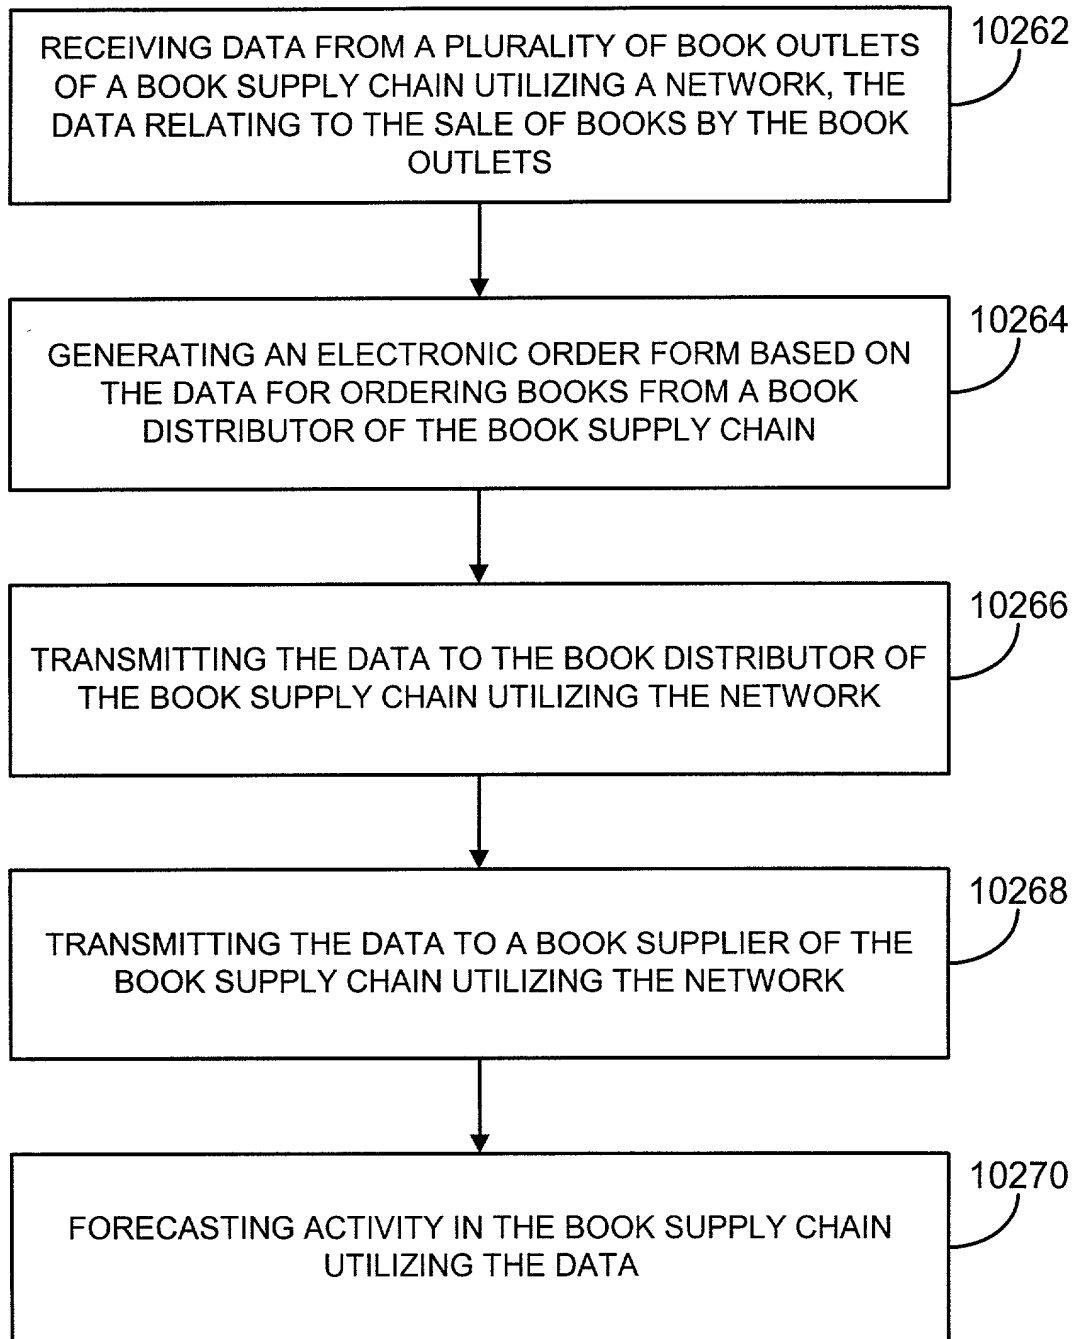 RECEIVING DATA FROM A PLURALITY OF BOOK OUTLETS
OF A BOOK SUPPLY CHAIN UTILIZING A NETWORK, THE
DATA RELATING TO THE SALE OF BOOKS BY THE BOOK
OUTLETS
10262
GENERATING AN ELECTRONIC ORDER FORM BASED ON
THE DATA FOR ORDERING BOOKS FROM A BOOK
DISTRIBUTOR OF THE BOOK SUPPLY CHAIN
10264
TRANSMITTING THE DATA TO THE BOOK DISTRIBUTOR OF
THE BOOK SUPPLY CHAIN UTILIZING THE NETWORK
10266
TRANSMITTING THE DATA TO A BOOK SUPPLIER OF THE
BOOK SUPPLY CHAIN UTILIZING THE NETWORK
10268
FORECASTING ACTIVITY IN THE BOOK SUPPLY CHAIN
UTILIZING THE DATA
10270